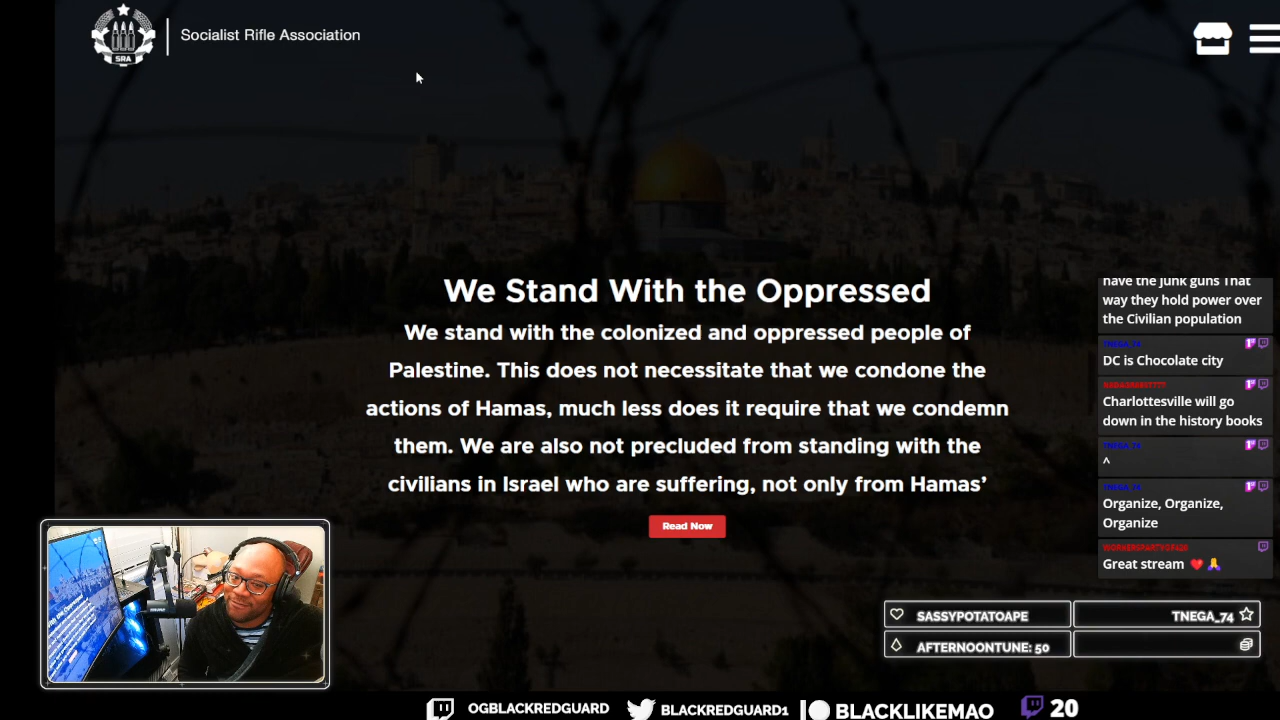 SRA
Socialist Rifle Association
We Stand With the Oppressed
We stand with the colonized and oppressed people of
Palestine. This does not necessitate that we condone the
actions of Hamas, much less does it require that we condemn
them. We are also not precluded from standing with the
civilians in Israel who are suffering, not only from Hamas’
Read Now
have the junk guns That
way they hold power over
the Civilian population
TNEGA_74
DC is Chocolate city
Charlottesville will go
down in the history books
TNEGA_74
^
TNEGA_74
Organize, Organize,
Organize
WORKERSPARTYOF420
Great stream ❤️ 🙏
SASSYPOTATOAPE
TNEGA_74
AFTERNOONTUNE: 50
OGBLACKREDGUARD
BLACKREDGUARD1
BLACKLIKEMAO
20